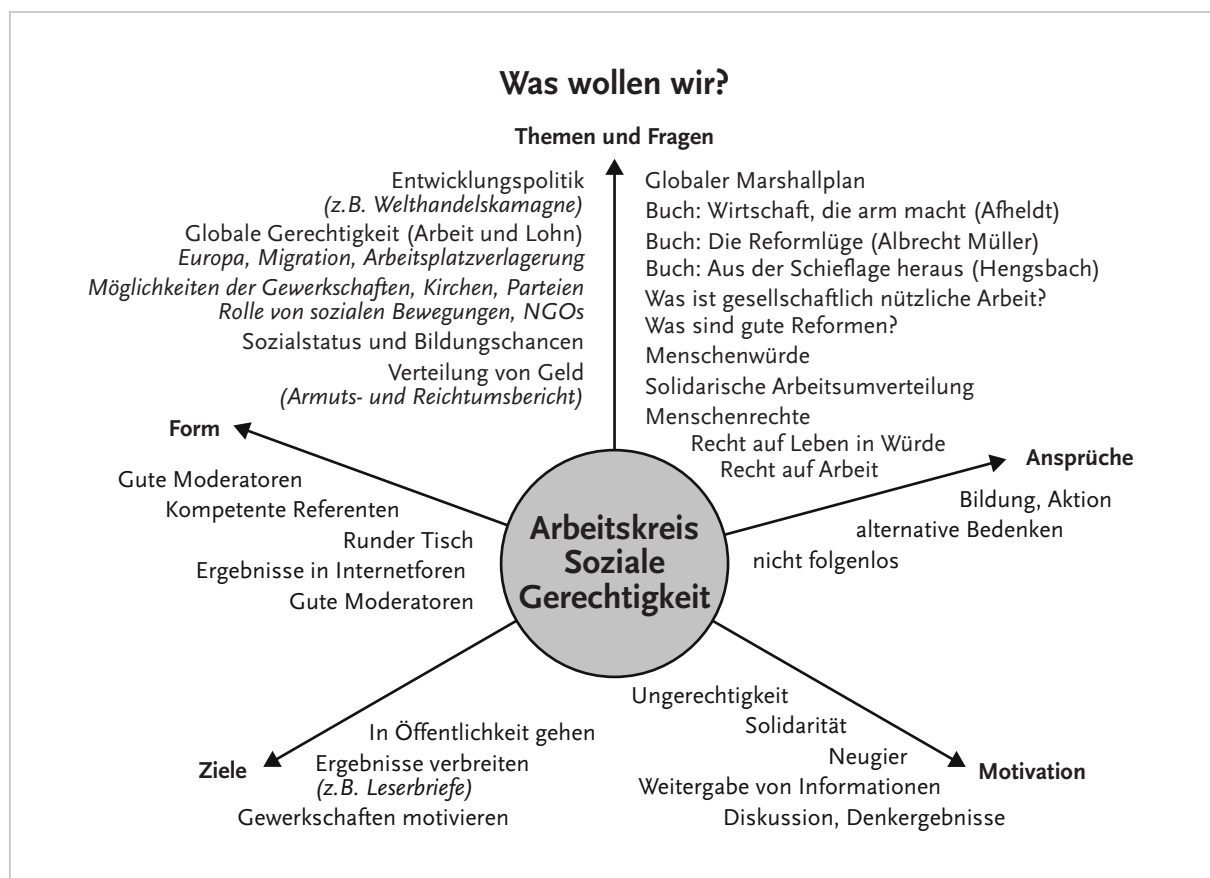 Was wollen wir?
Themen und Fragen
Entwicklungspolitik
(z.B. Welthandelskamagne)
Globale Gerechtigkeit (Arbeit und Lohn)
Europa, Migration, Arbeitsplatzverlagerung
Möglichkeiten der Gewerkschaften, Kirchen, Parteien
Rolle von sozialen Bewegungen, NGOs
Sozialstatus und Bildungschancen
Verteilung von Geld
(Armuts- und Reichtumsbericht)
Globaler Marshallplan
Buch: Wirtschaft, die arm macht (Afheldt)
Buch: Die Reformlüge (Albrecht Müller)
Buch: Aus der Schieflage heraus (Hengsbach)
Was ist gesellschaftlich nützliche Arbeit?
Was sind gute Reformen?
Menschenwürde
Solidarische Arbeitsumverteilung
Menschenrechte
Recht auf Leben in Würde
Recht auf Arbeit
Form
Gute Moderatoren
Kompetente Referenten
Runder Tisch
Ergebnisse in Internetforen
Gute Moderatoren
Arbeitskreis
Soziale
Gerechtigkeit
Ansprüche
Bildung, Aktion
alternative Bedenken
nicht folgenlos
Ziele
In Öffentlichkeit gehen
Ergebnisse verbreiten
(z.B. Leserbriefe)
Gewerkschaften motivieren
Ungerechtigkeit
Solidarität
Neugier
Weitergabe von Informationen
Diskussion, Denkergebnisse
Motivation